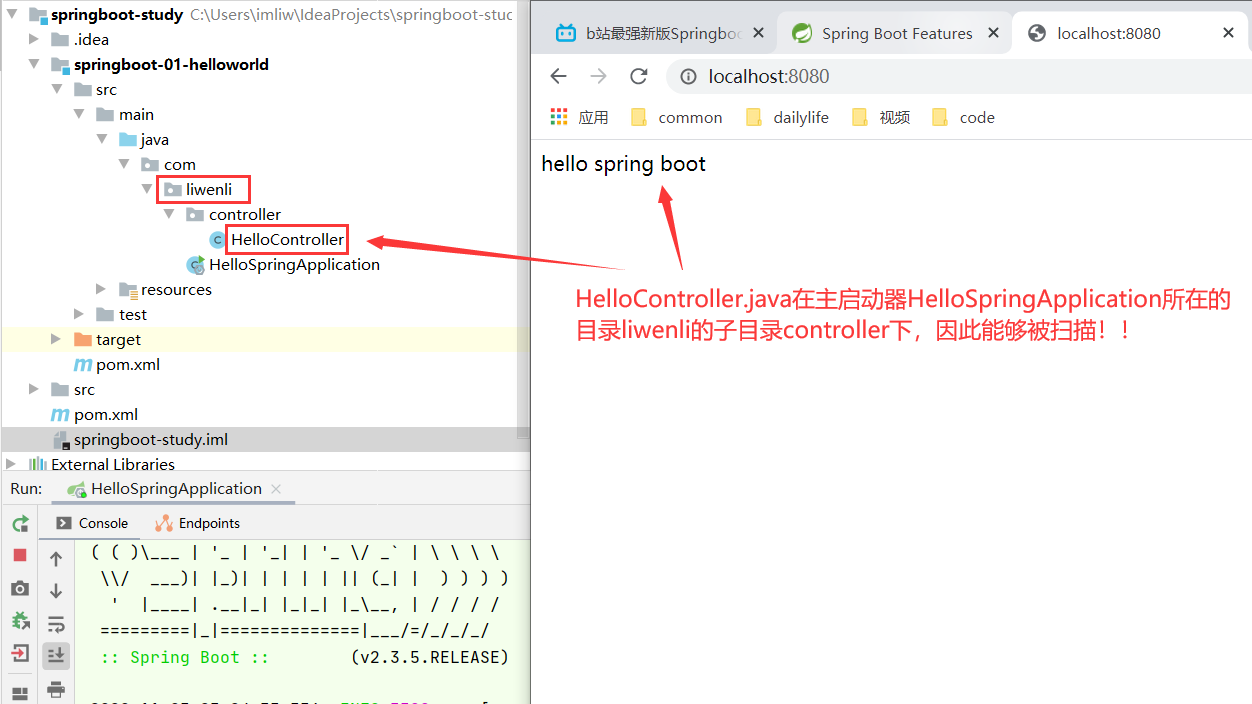 springboot-study C:\Users\imliw\IdeaProjects\springboot-stud
.idea
springboot-01-helloworld
src
main
java
com
liwenli
controller
HelloController
HelloSpringApplication
resources
test
target
pom.xml
src
pom.xml
springboot-study.iml
External Libraries
Run: HelloSpringApplication
Console Endpoints
( ( )\___ | '_ | '_| | '_ \/ _` | \ \ \ \
\\/ ___)| |_)| | | | | || (_| | ) ) ) )
' |____| .__|_| |_|_| |_\__, | / / / /
=========|_|==============|___/=/_/_/_/
:: Spring Boot :: (v2.3.5.RELEASE)
b站最强新版Springboo
Spring Boot Features
localhost:8080
localhost:8080
应用 common dailylife 视频 code
hello spring boot
HelloController.java在主启动器HelloSpringApplication所在的
目录liwenli的子目录controller下，因此能够被扫描！！